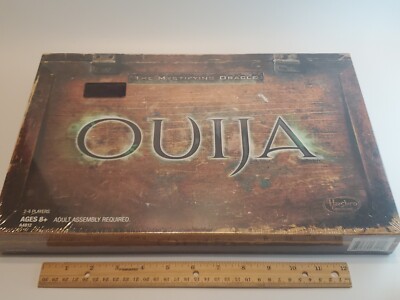 THE MYSTIFYING ORACLE
OUIJA
2-4 PLAYERS
AGES 8+
ADULT ASSEMBLY REQUIRED.
Hasbro
1 2 3 4 5 6 7 8 9 10 11 12